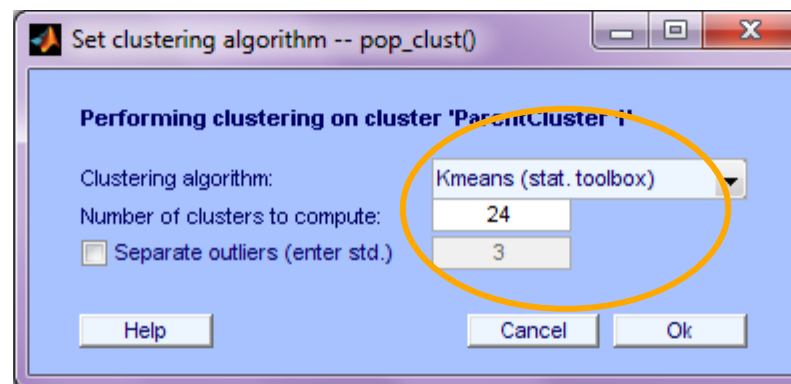 Set clustering algorithm -- pop_clust()
Performing clustering on cluster 'ParentCluster 1'
Clustering algorithm: Kmeans (stat. toolbox)
Number of clusters to compute: 24
Separate outliers (enter std.) 3
Help Cancel Ok